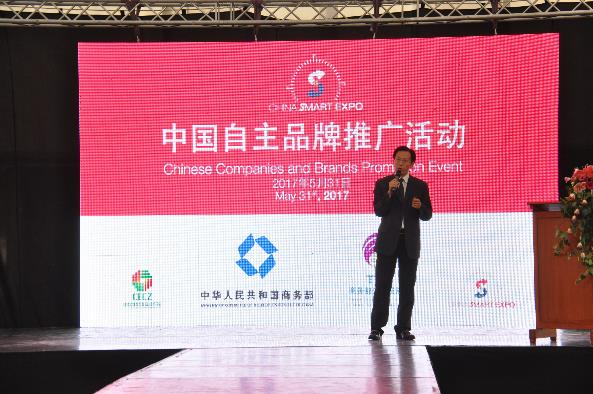 CHINA SMART EXPO
中国自主品牌推广活动
Chinese Companies and Brands Prom n Event
2017年5月31日
May 31st, 2017
CECZ
中华人民共和国商务部
CHINA SMART EXPO